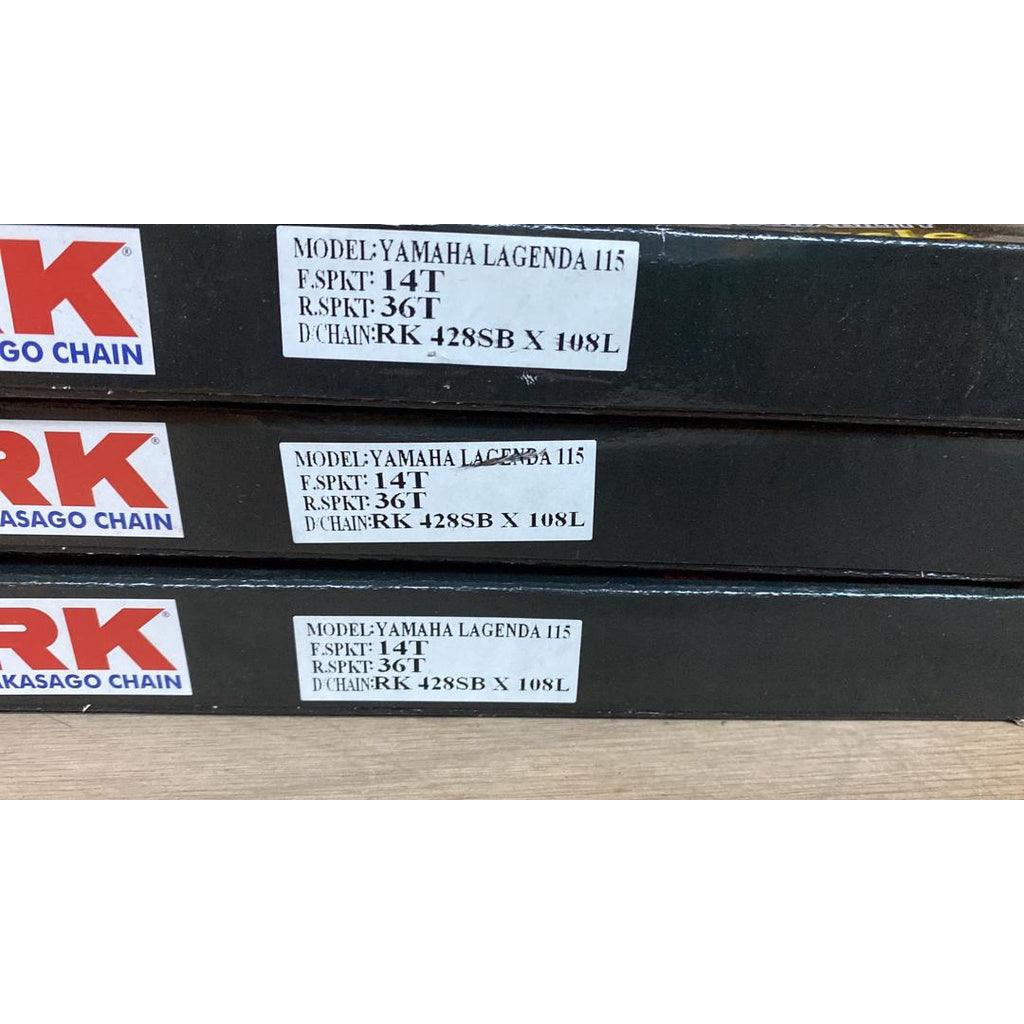 RK®
ASAGO CHAIN
MODEL:YAMAHA LAGENDA 115
F.SPKT: 14T
R.SPKT: 36T
D/CHAIN:RK 428SB X 108L
RK®
KASAGO CHAIN
MODEL:YAMAHA LAGENDA 115
F.SPKT: 14T
R.SPKT: 36T
D/CHAIN:RK 428SB X 108L
K®
GO CHAIN
MODEL:YAMAHA LAGENDA 115
F.SPKT: 14T
R.SPKT: 36T
D/CHAIN:RK 428SB X 108L